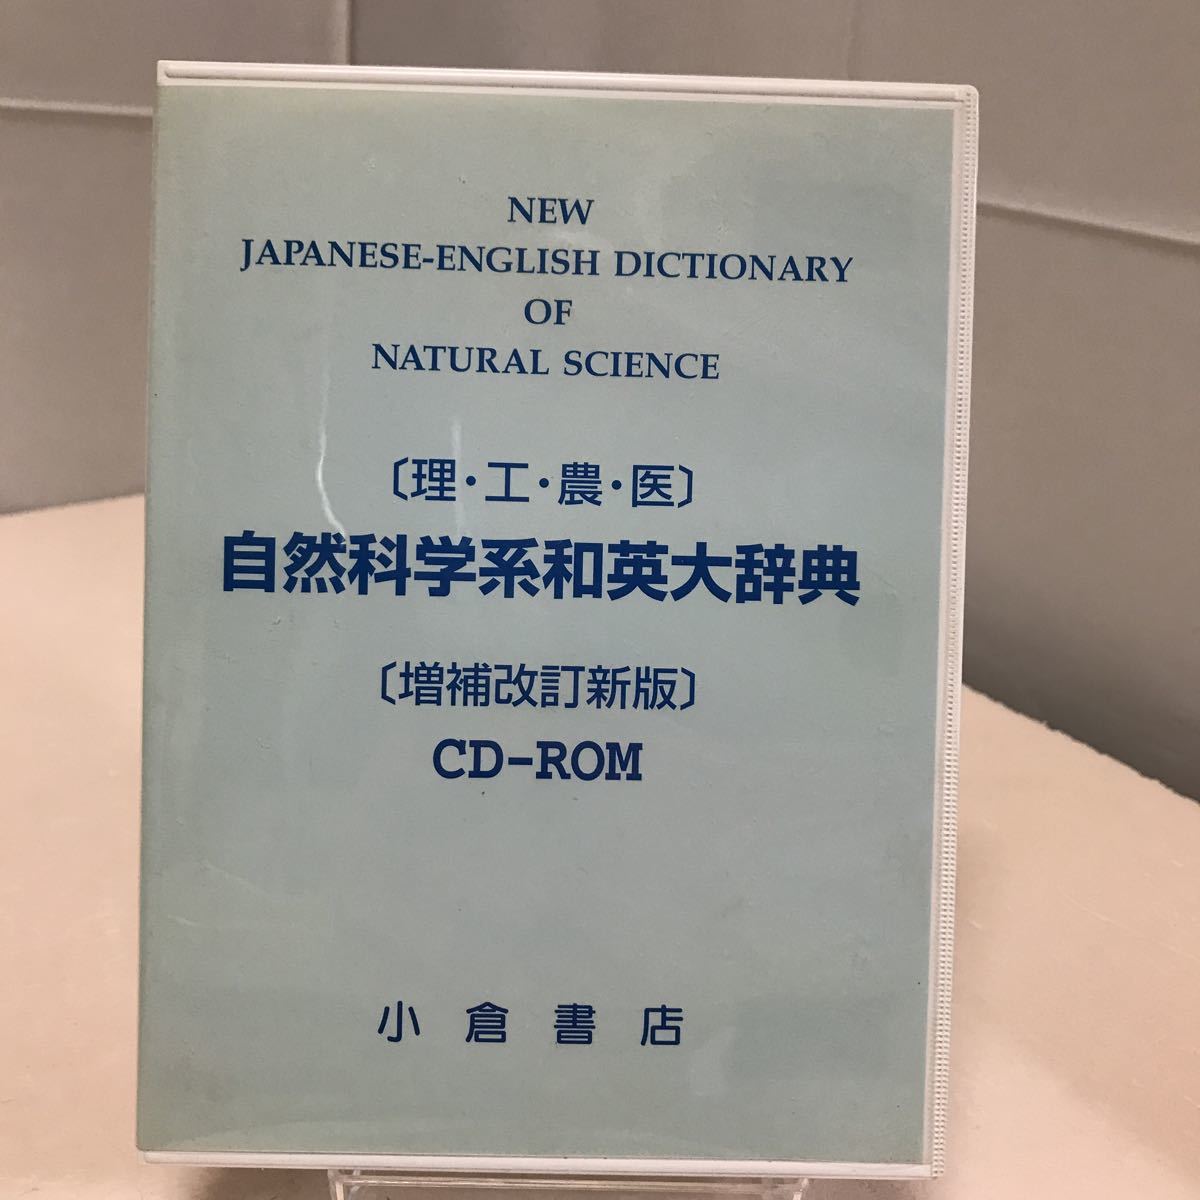 NEW
JAPANESE-ENGLISH DICTIONARY
OF
NATURAL SCIENCE
〔理・工・農・医〕
自然科学系和英大辞典
〔増補改訂新版〕
CD-ROM
小倉書店